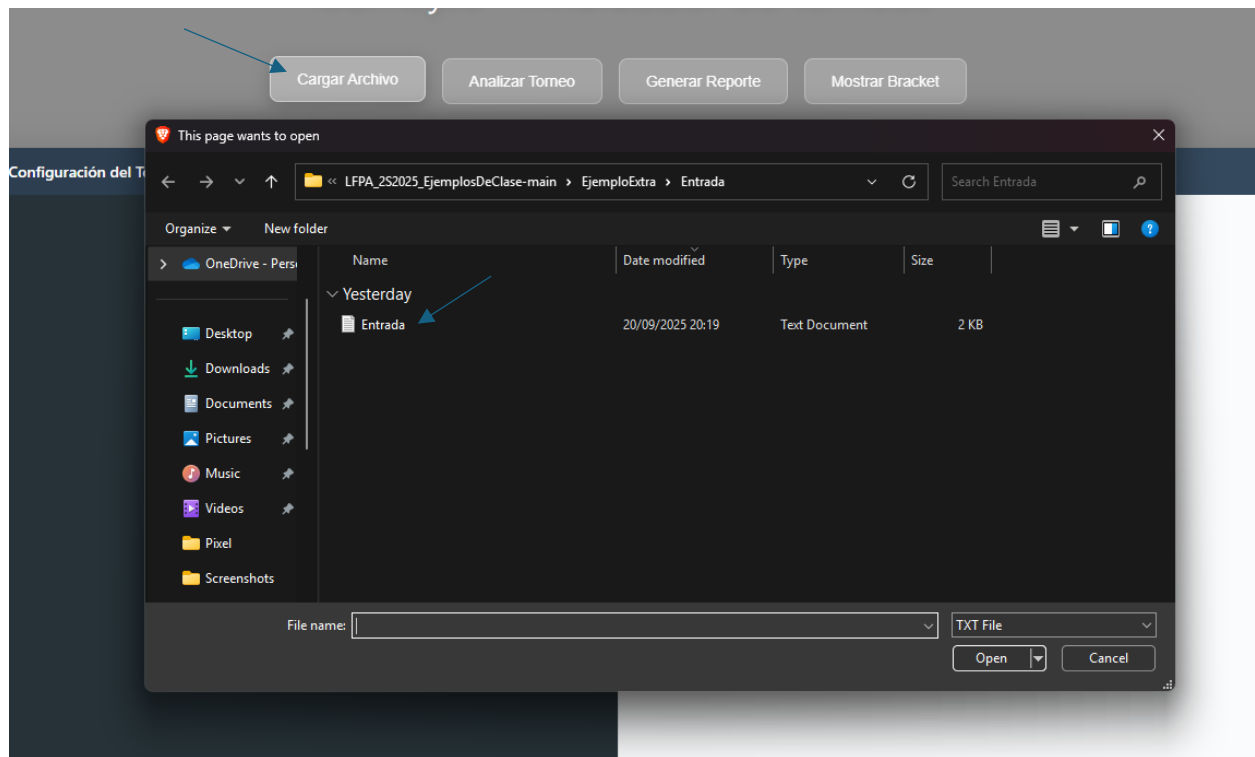 Cargar Archivo
Analizar Torneo
Generar Reporte
Mostrar Bracket
This page wants to open
Configuración del T
« LFPA_2S2025_EjemplosDeClase-main › EjemploExtra › Entrada
Search Entrada
Organize
New folder
OneDrive - Perso
Name
Date modified
Type
Size
Yesterday
Entrada
20/09/2025 20:19
Text Document
2 KB
Desktop
Downloads
Documents
Pictures
Music
Videos
Pixel
Screenshots
File name:
TXT File
Open
Cancel